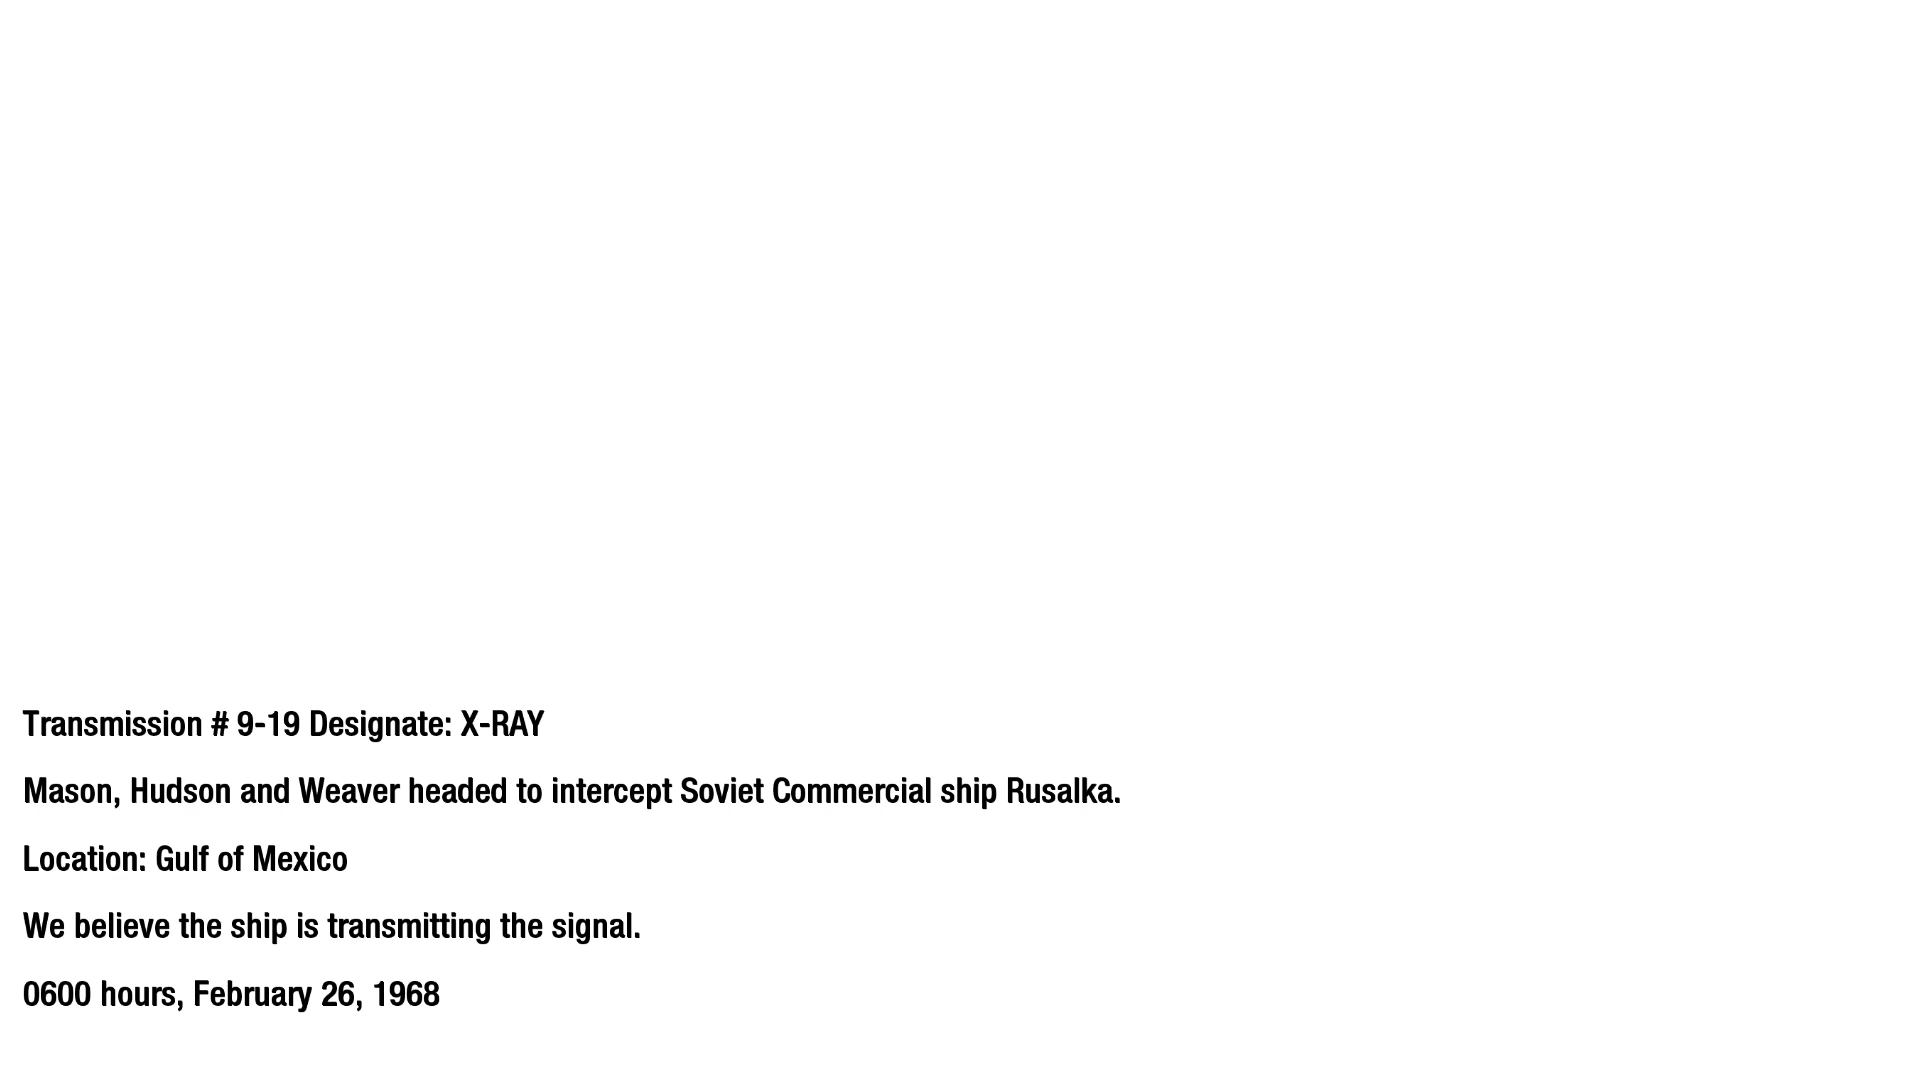 Transmission # 9-19 Designate: X-RAY
Mason, Hudson and Weaver headed to intercept Soviet Commercial ship Rusalka.
Location: Gulf of Mexico
We believe the ship is transmitting the signal.
0600 hours, February 26, 1968